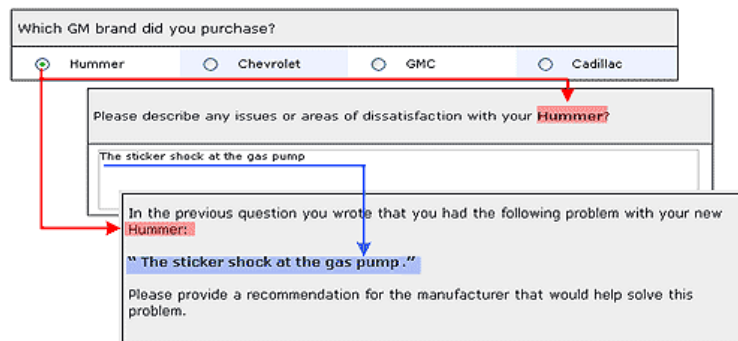 Which GM brand did you purchase?
Hummer Chevrolet GMC Cadillac
Please describe any issues or areas of dissatisfaction with your Hummer?
The sticker shock at the gas pump
In the previous question you wrote that you had the following problem with your new
Hummer:
“ The sticker shock at the gas pump .”
Please provide a recommendation for the manufacturer that would help solve this
problem.